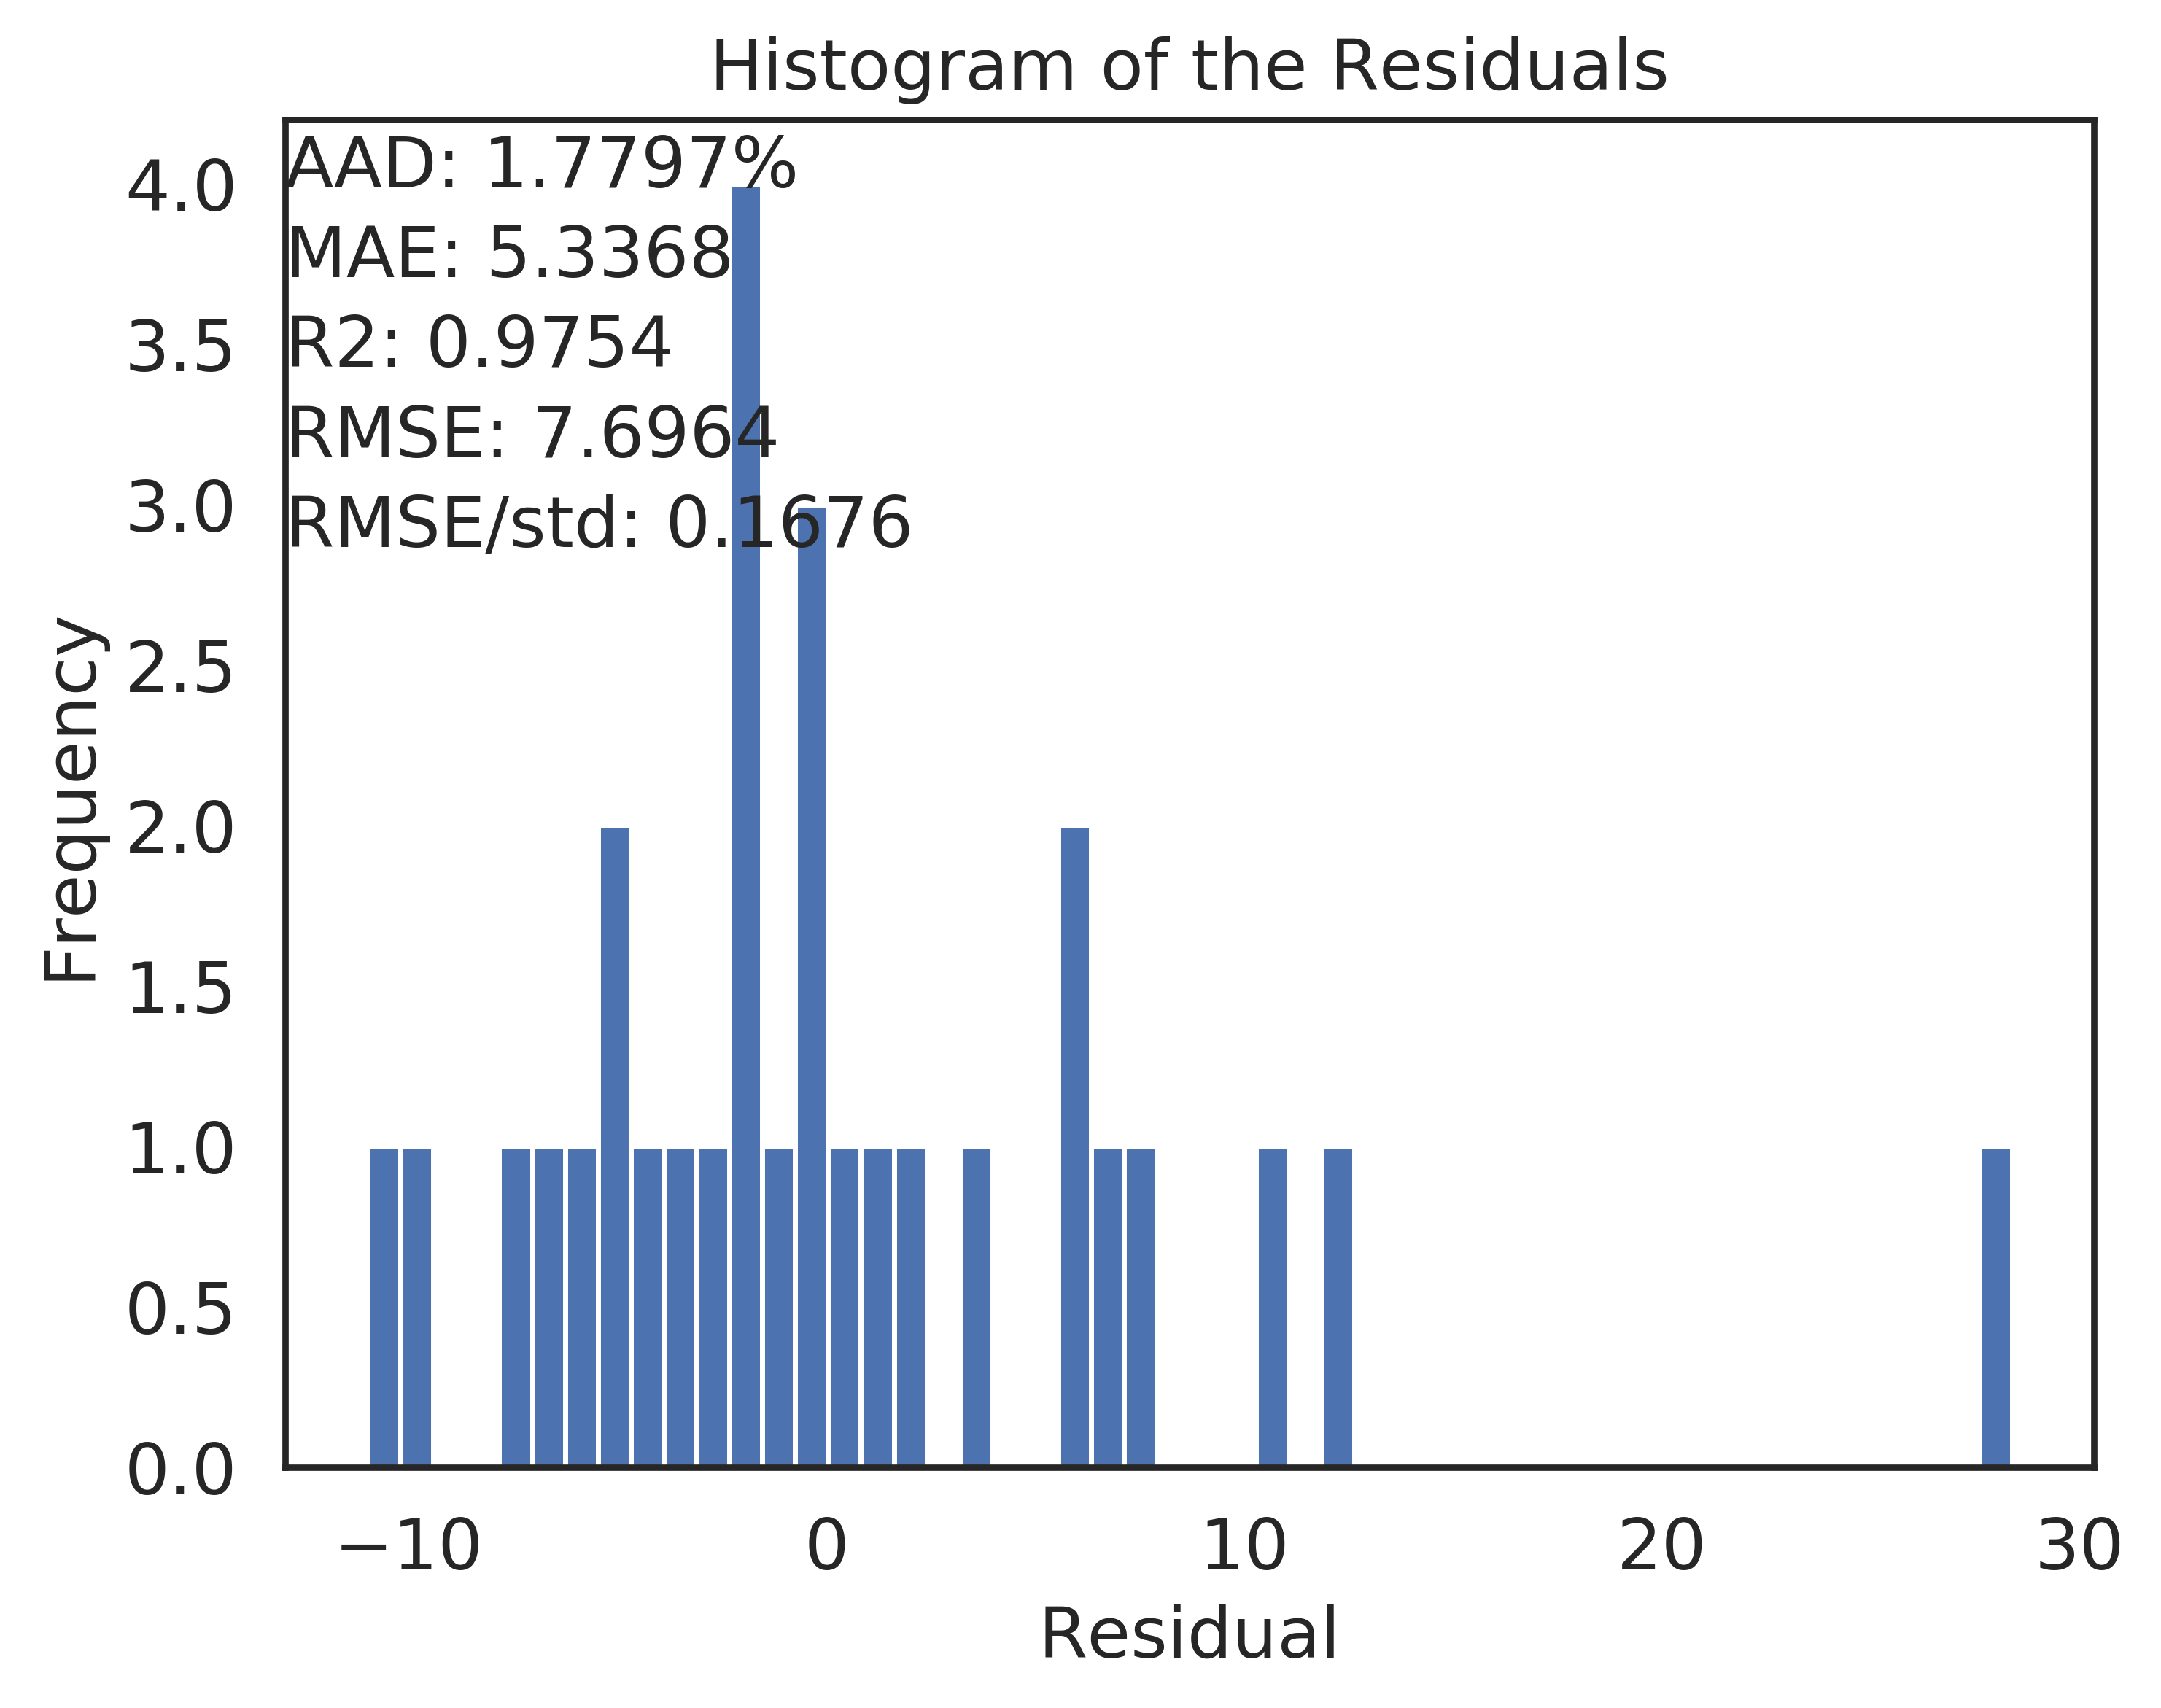 Histogram of the Residuals
AAD: 1.7797%
MAE: 5.3368
R2: 0.9754
RMSE: 7.6964
RMSE/std: 0.1676
4.0
3.5
3.0
2.5
2.0
1.5
1.0
0.5
0.0
Frequency
−10 0 10 20 30
Residual